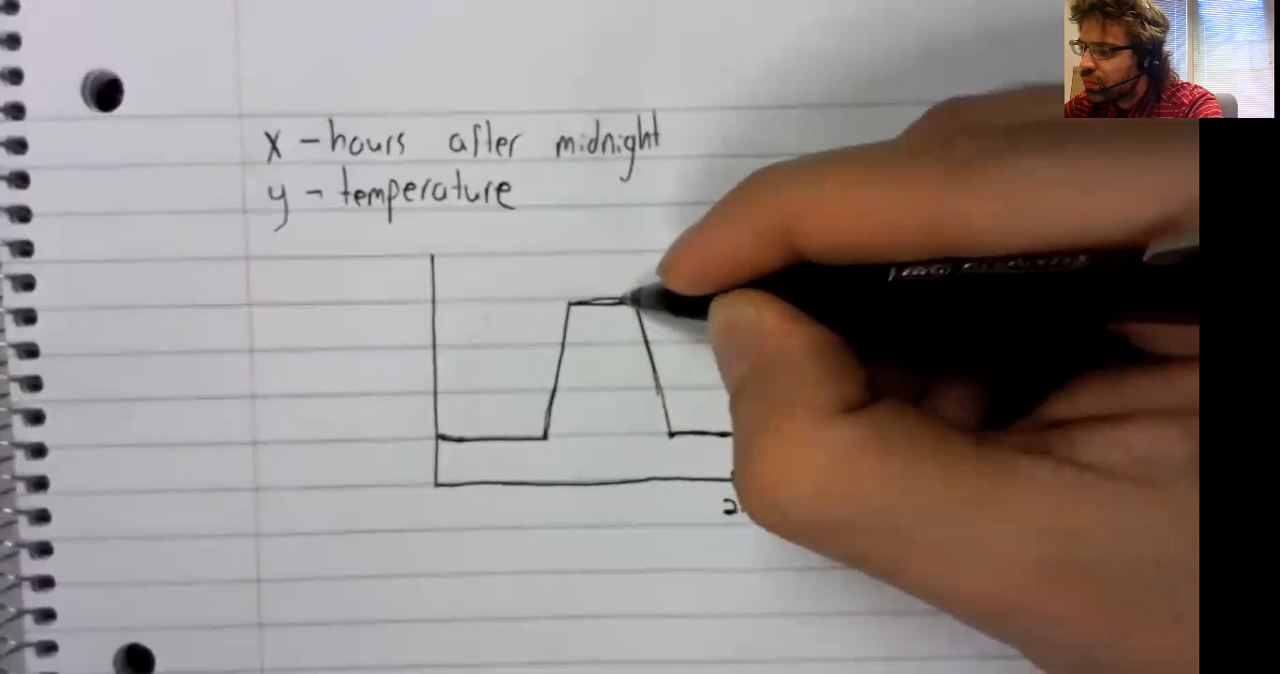 x - hours after midnight
y - temperature